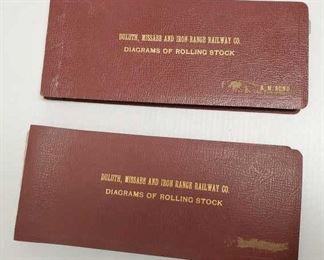 DULUTH, MISSABE AND IRON RANGE RAILWAY CO.
DIAGRAMS OF ROLLING STOCK
DULUTH, MISSABE AND IRON RANGE RAILWAY CO.
DIAGRAMS OF ROLLING STOCK